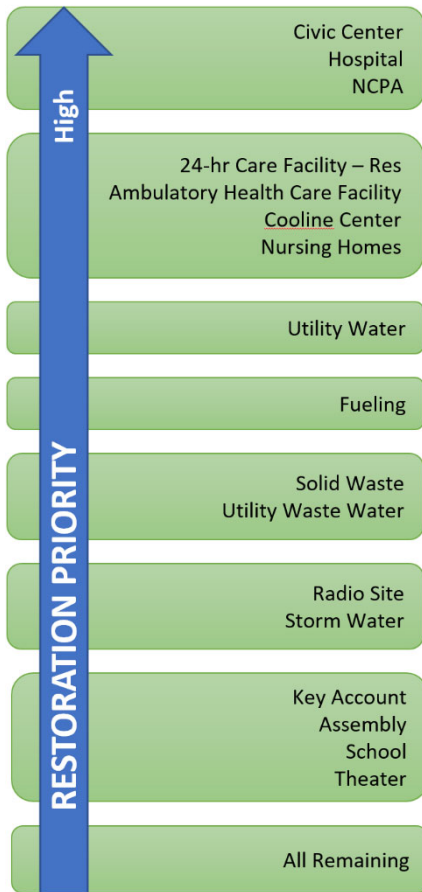 Civic Center
Hospital
NCPA
High
24-hr Care Facility – Res
Ambulatory Health Care Facility
Cooline Center
Nursing Homes
Utility Water
Fueling
Solid Waste
Utility Waste Water
Radio Site
Storm Water
RESTORATION PRIORITY
Key Account
Assembly
School
Theater
All Remaining